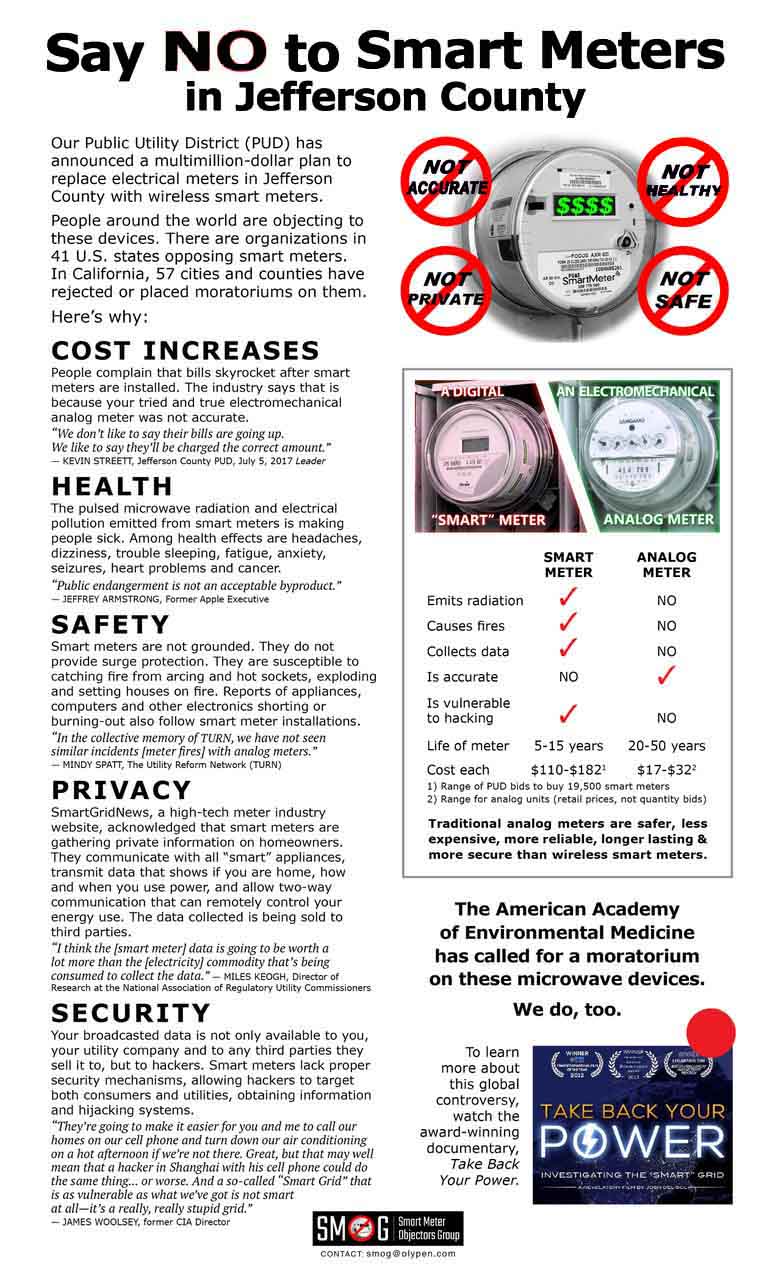 Say NO to Smart Meters
in Jefferson County
Our Public Utility District (PUD) has
announced a multimillion-dollar plan to
replace electrical meters in Jefferson
County with wireless smart meters.
People around the world are objecting to
these devices. There are organizations in
41 U.S. states opposing smart meters.
In California, 57 cities and counties have
rejected or placed moratoriums on them.
Here's why:
COST INCREASES
People complain that bills skyrocket after smart
meters are installed. The industry says that is
because your tried and true electromechanical
analog meter was not accurate.
"We don't like to say their bills are going up.
We like to say they'll be charged the correct amount."
— KEVIN STREETT, Jefferson County PUD, July 5, 2017 Leader
HEALTH
The pulsed microwave radiation and electrical
pollution emitted from smart meters is making
people sick. Among health effects are headaches,
dizziness, trouble sleeping, fatigue, anxiety,
seizures, heart problems and cancer.
"Public endangerment is not an acceptable byproduct."
— JEFFREY ARMSTRONG, Former Apple Executive
SAFETY
Smart meters are not grounded. They do not
provide surge protection. They are susceptible to
catching fire from arcing and hot sockets, exploding
and setting houses on fire. Reports of appliances,
computers and other electronics shorting or
burning-out also follow smart meter installations.
"In the collective memory of TURN, we have not seen
similar incidents [meter fires] with analog meters."
— MINDY SPATT, The Utility Reform Network (TURN)
PRIVACY
SmartGridNews, a high-tech meter industry
website, acknowledged that smart meters are
gathering private information on homeowners.
They communicate with all "smart" appliances,
transmit data that shows if you are home, how
and when you use power, and allow two-way
communication that can remotely control your
energy use. The data collected is being sold to
third parties.
"I think the [smart meter] data is going to be worth a
lot more than the [electricity] commodity that's being
consumed to collect the data." — MILES KEOGH, Director of
Research at the National Association of Regulatory Utility Commissioners
SECURITY
Your broadcasted data is not only available to you,
your utility company and to any third parties they
sell it to, but to hackers. Smart meters lack proper
security mechanisms, allowing hackers to target
both consumers and utilities, obtaining information
and hijacking systems.
"They're going to make it easier for you and me to call our
homes on our cell phone and turn down our air conditioning
on a hot afternoon if we're not there. Great, but that may well
mean that a hacker in Shanghai with his cell phone could do
the same thing... or worse. And a so-called "Smart Grid" that
is as vulnerable as what we've got is not smart
at all—it's a really, really stupid grid."
— JAMES WOOLSEY, former CIA Director
NOT
ACCURATE
NOT
HEALTHY
NOT
PRIVATE
NOT
SAFE
$$$$
FOCUS AXR-SD
SmartMeter
A DIGITAL
"SMART" METER
AN ELECTROMECHANICAL
ANALOG METER
SMART METER ANALOG METER
Emits radiation ✓ NO
Causes fires ✓ NO
Collects data ✓ NO
Is accurate NO ✓
Is vulnerable
to hacking ✓ NO
Life of meter 5-15 years 20-50 years
Cost each $110-$182¹ $17-$32²
1) Range of PUD bids to buy 19,500 smart meters
2) Range for analog units (retail prices, not quantity bids)
Traditional analog meters are safer, less
expensive, more reliable, longer lasting &
more secure than wireless smart meters.
The American Academy
of Environmental Medicine
has called for a moratorium
on these microwave devices.
We do, too.
To learn
more about
this global
controversy,
watch the
award-winning
documentary,
Take Back
Your Power.
WINNER
WINNER
TAKE BACK YOUR
POWER
INVESTIGATING THE "SMART" GRID
SMOG Smart Meter
Objectors Group
CONTACT: smog@olypen.com